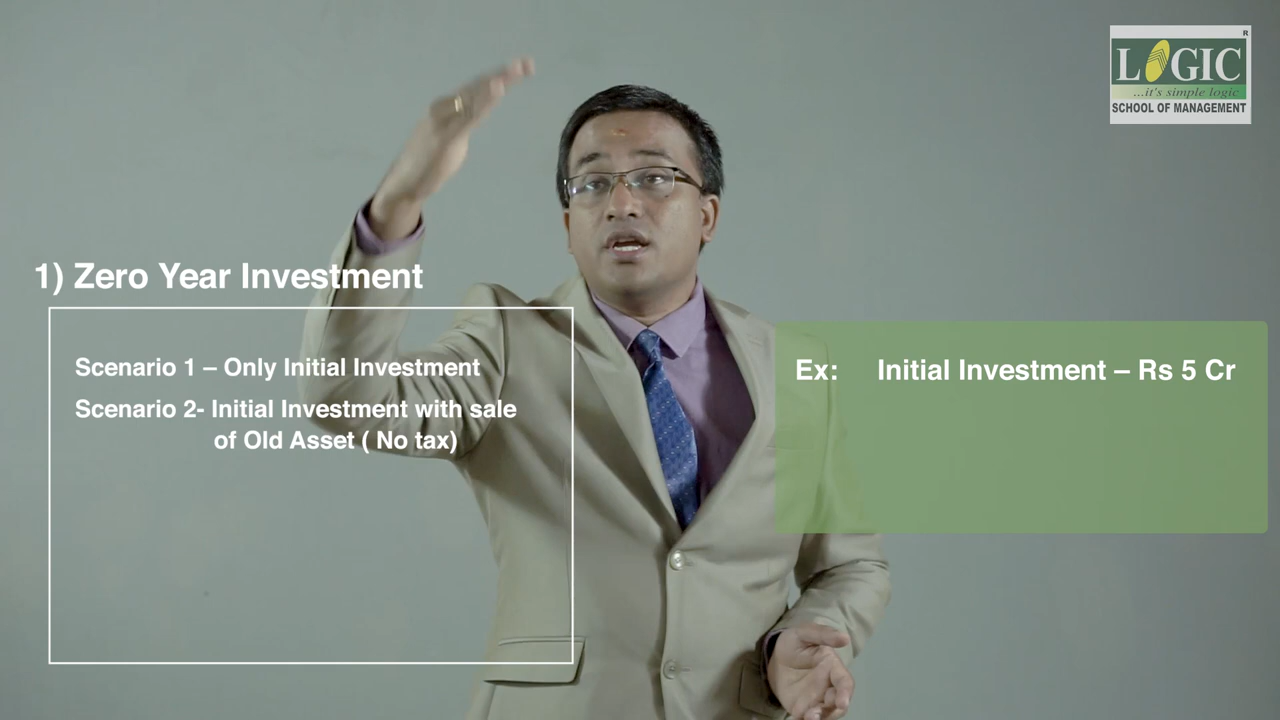 R
LOGIC
...it's simple logic
SCHOOL OF MANAGEMENT
1) Zero Year Investment
Scenario 1 – Only Initial Investment
Scenario 2- Initial Investment with sale
of Old Asset ( No tax)
Ex: Initial Investment – Rs 5 Cr